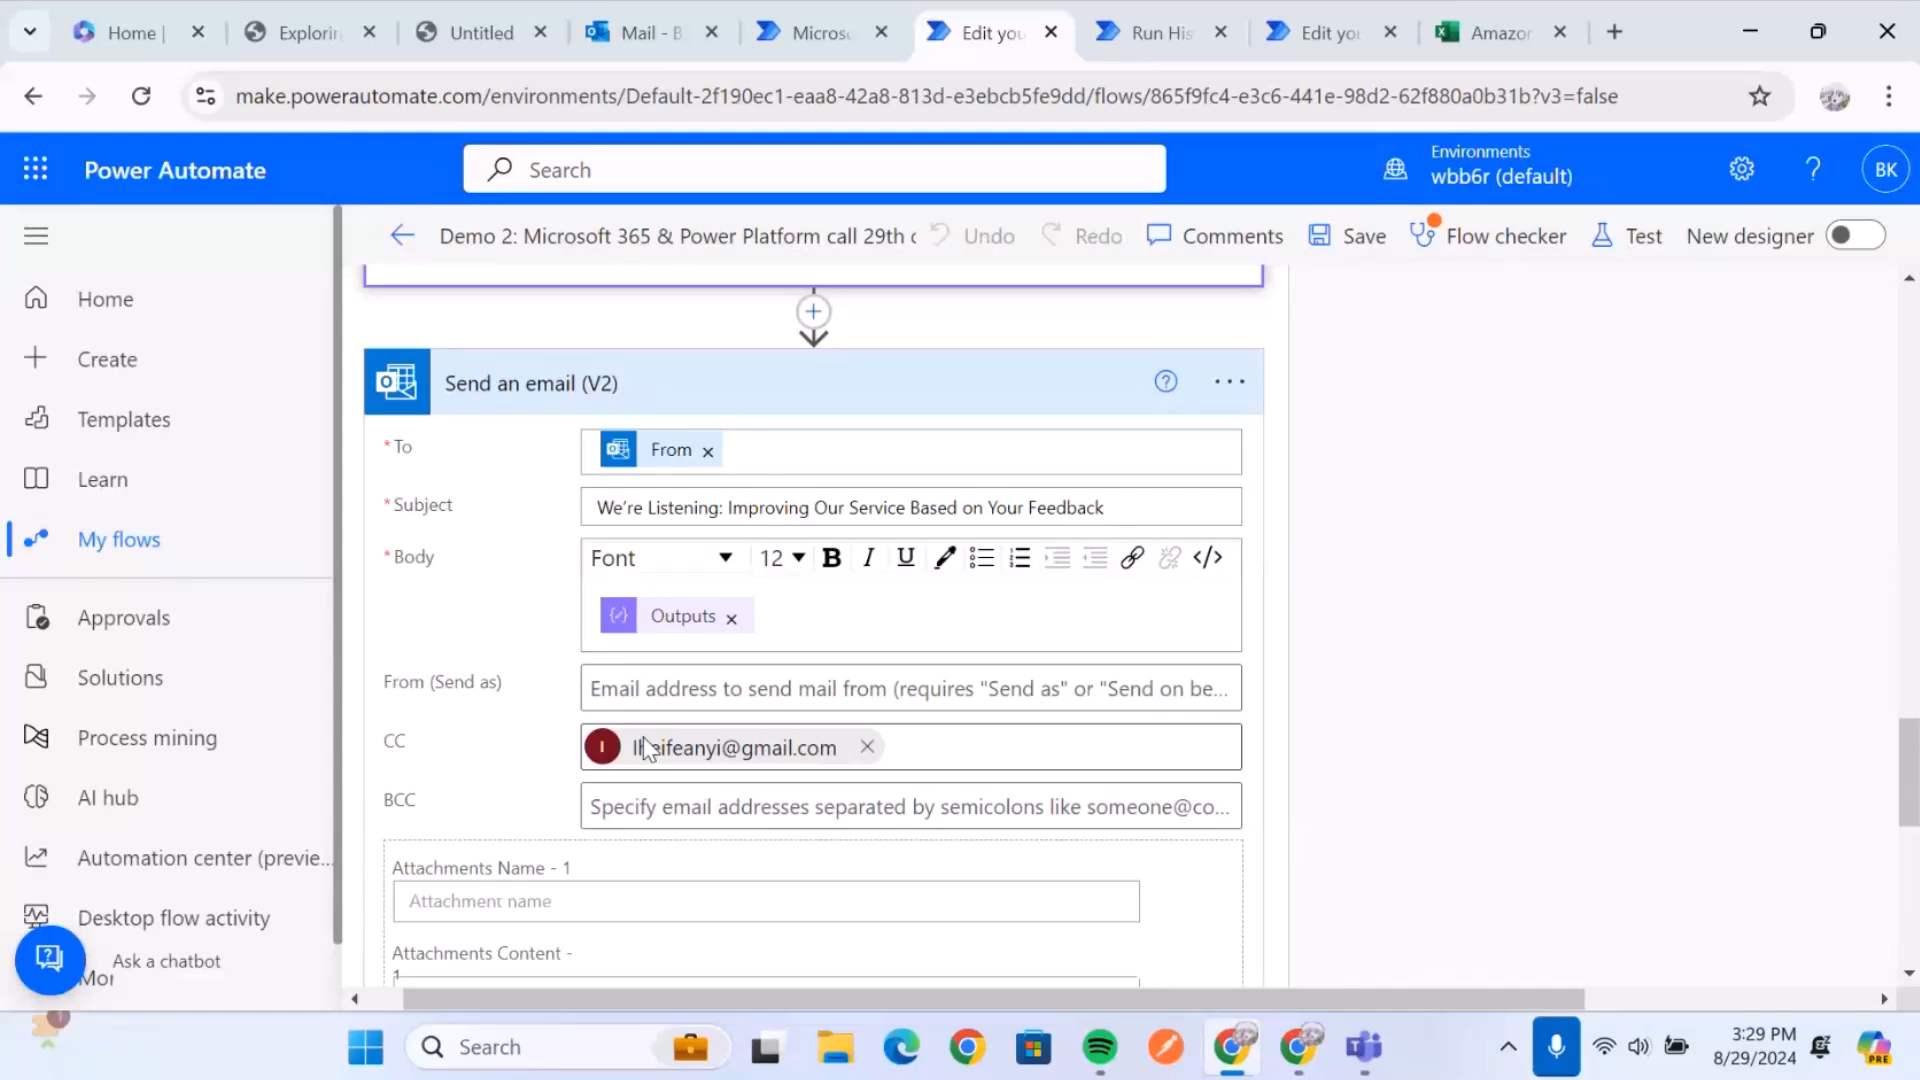 Home |
Explorin
Untitled
Mail - B
Micros
Edit you
Run His
Edit you
Amazor
make.powerautomate.com/environments/Default-2f190ec1-eaa8-42a8-813d-e3ebcb5fe9dd/flows/865f9fc4-e3c6-441e-98d2-62f880a0b31b?v3=false
Power Automate
Search
Environments
wbb6r (default)
BK
Demo 2: Microsoft 365 & Power Platform call 29th
Undo
Redo
Comments
Save
Flow checker
Test
New designer
Home
Create
Templates
Learn
My flows
Approvals
Solutions
Process mining
AI hub
Automation center (previe...
Desktop flow activity
Ask a chatbot
Mor
Send an email (V2)
* To
From ×
* Subject
We're Listening: Improving Our Service Based on Your Feedback
* Body
Font
12
B I U </>
Outputs ×
From (Send as)
Email address to send mail from (requires "Send as" or "Send on be...
CC
I
eifeanyi@gmail.com
BCC
Specify email addresses separated by semicolons like someone@co...
Attachments Name - 1
Attachment name
Attachments Content -
1
Search
3:29 PM
8/29/2024
PRE